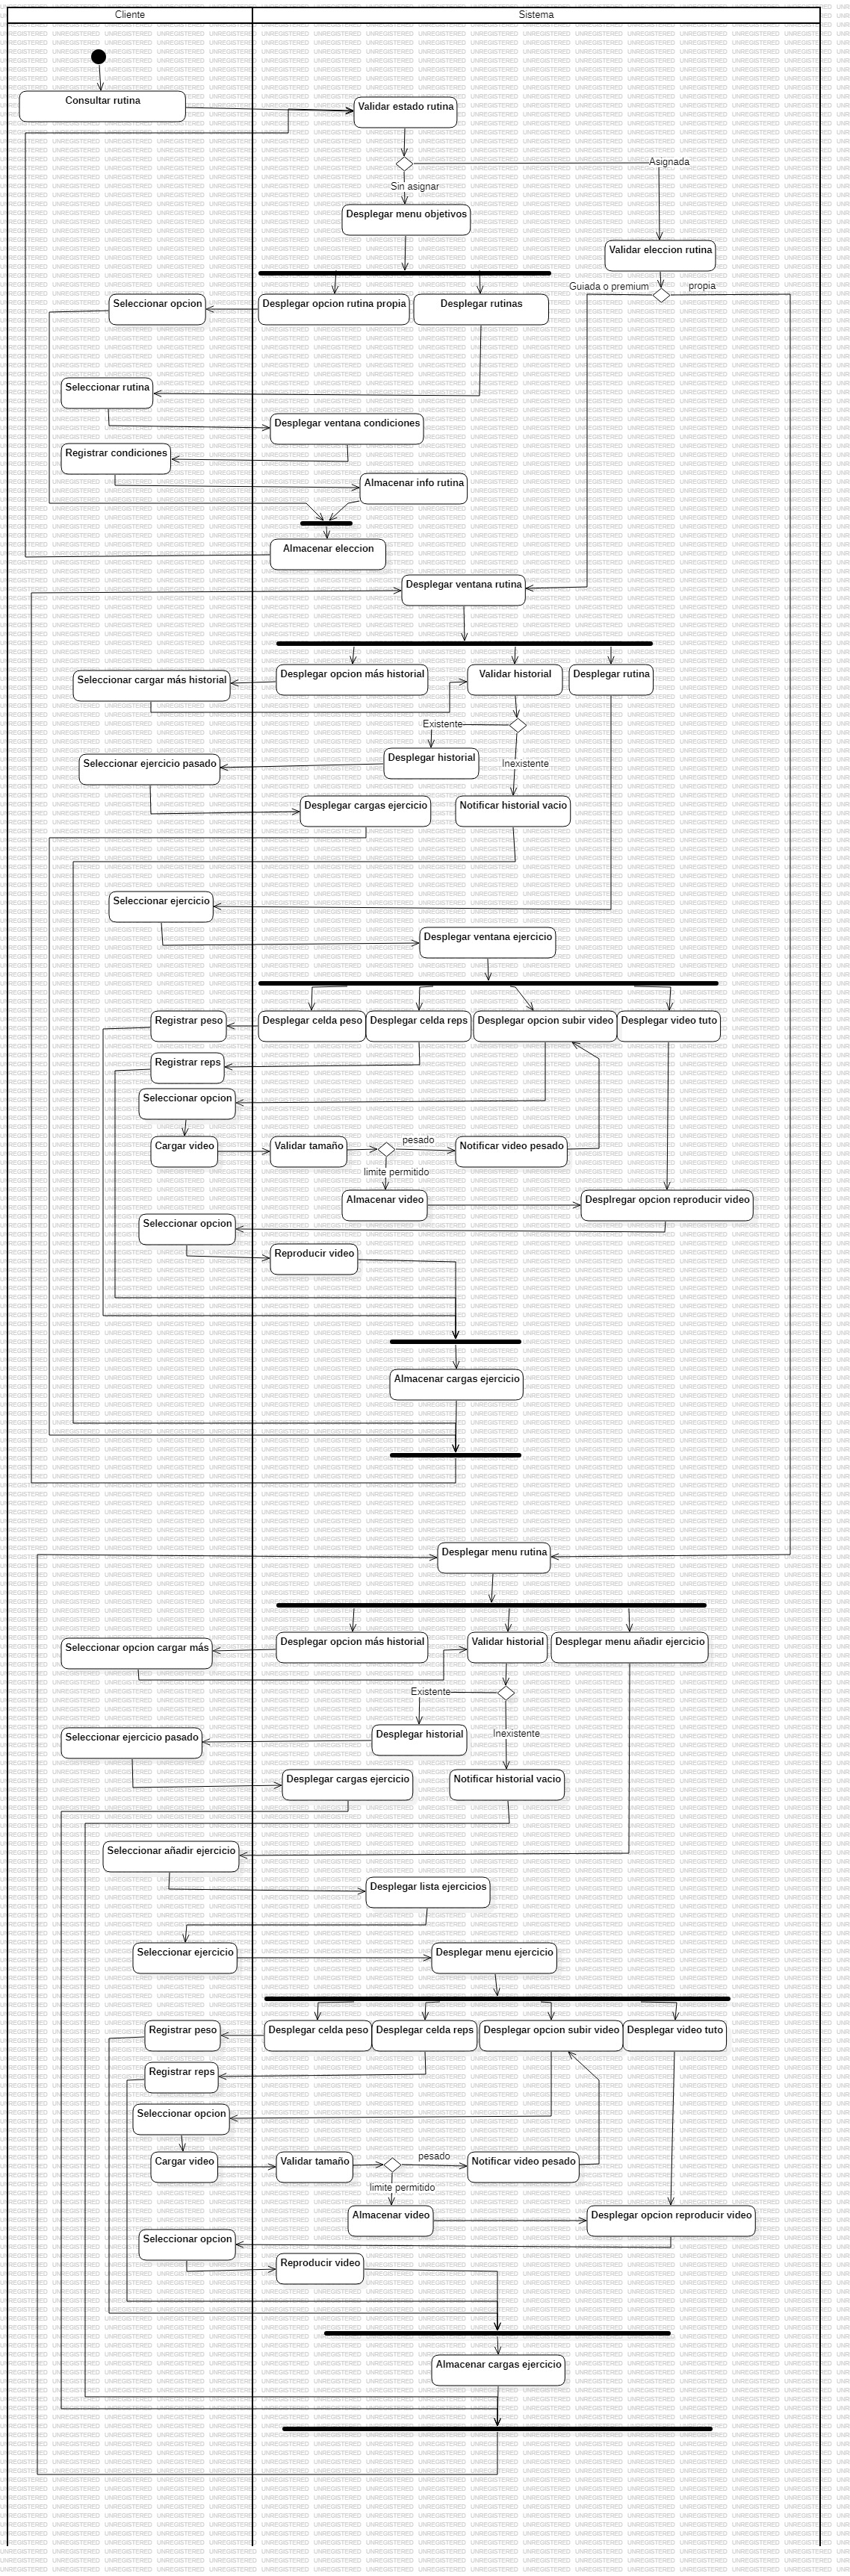 Cliente
Sistema
Consultar rutina
Validar estado rutina
Asignada
Sin asignar
Desplegar menu objetivos
Validar eleccion rutina
Guiada o premium
propia
Seleccionar opcion
Desplegar opcion rutina propia
Desplegar rutinas
Seleccionar rutina
Desplegar ventana condiciones
Registrar condiciones
Almacenar info rutina
Almacenar eleccion
Desplegar ventana rutina
Seleccionar cargar más historial
Desplegar opcion más historial
Validar historial
Desplegar rutina
Existente
Desplegar historial
Inexistente
Seleccionar ejercicio pasado
Desplegar cargas ejercicio
Notificar historial vacio
Seleccionar ejercicio
Desplegar ventana ejercicio
Registrar peso
Desplegar celda peso
Desplegar celda reps
Desplegar opcion subir video
Desplegar video tuto
Registrar reps
Seleccionar opcion
Cargar video
Validar tamaño
pesado
Notificar video pesado
limite permitido
Almacenar video
Desplregar opcion reproducir video
Seleccionar opcion
Reproducir video
Almacenar cargas ejercicio
Desplegar menu rutina
Seleccionar opcion cargar más
Desplegar opcion más historial
Validar historial
Desplegar menu añadir ejercicio
Existente
Desplegar historial
Inexistente
Seleccionar ejercicio pasado
Desplegar cargas ejercicio
Notificar historial vacio
Seleccionar añadir ejercicio
Desplegar lista ejercicios
Seleccionar ejercicio
Desplegar menu ejercicio
Registrar peso
Desplegar celda peso
Desplegar celda reps
Desplegar opcion subir video
Desplegar video tuto
Registrar reps
Seleccionar opcion
Cargar video
Validar tamaño
pesado
Notificar video pesado
limite permitido
Almacenar video
Desplegar opcion reproducir video
Seleccionar opcion
Reproducir video
Almacenar cargas ejercicio
UNREGISTERED